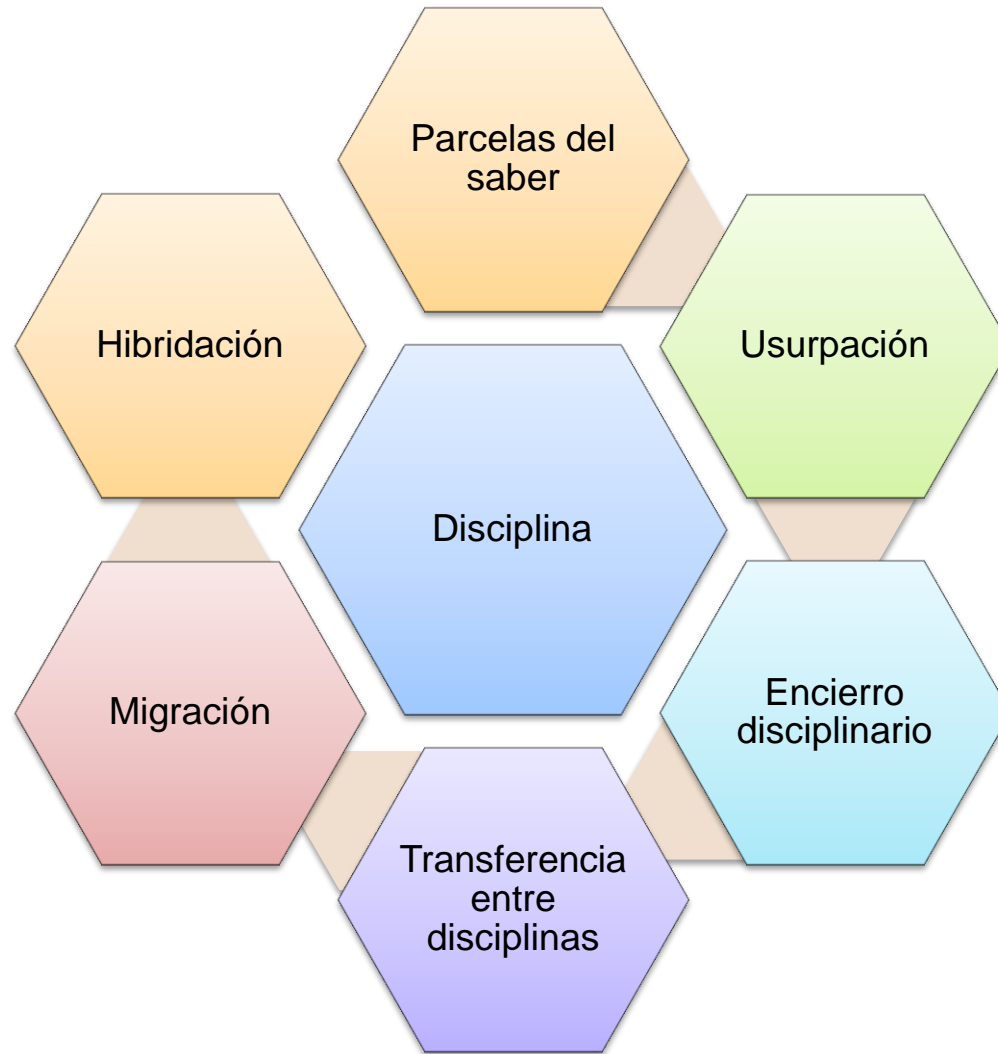 Parcelas del
saber
Hibridación
Usurpación
Disciplina
Migración
Encierro
disciplinario
Transferencia
entre
disciplinas